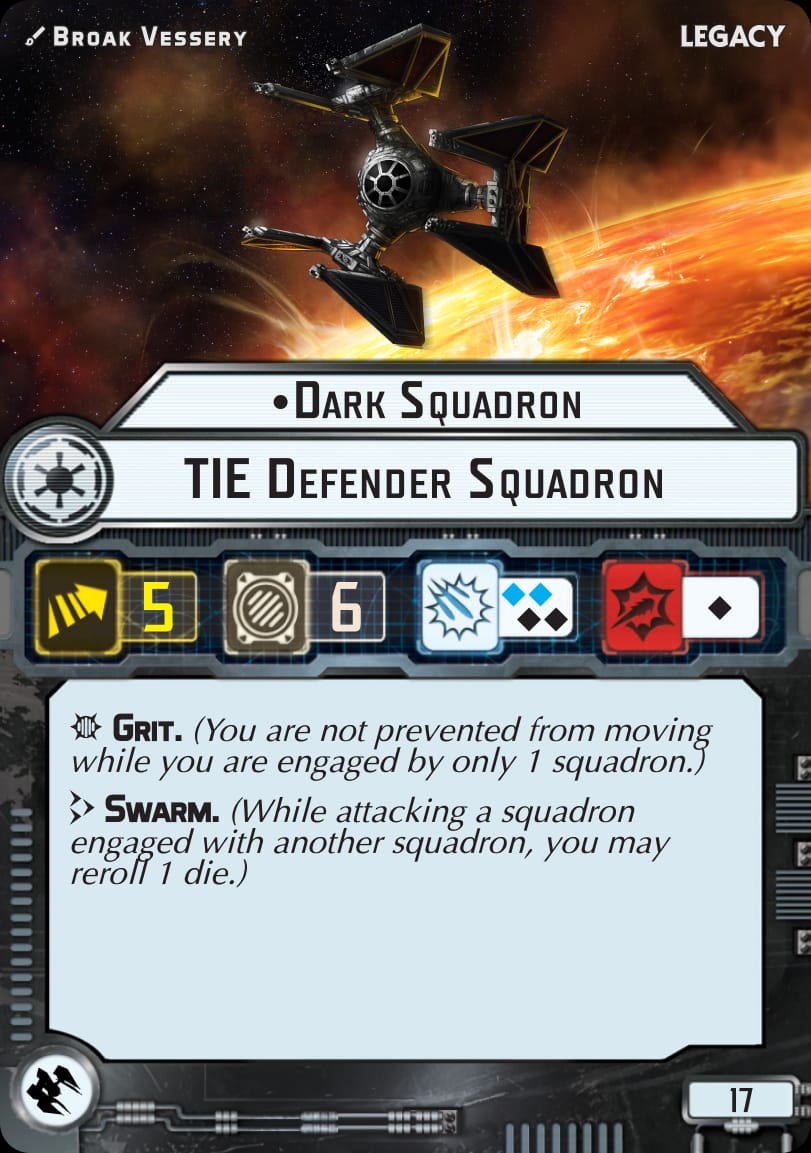 Broak Vessery
LEGACY
•Dark Squadron
TIE Defender Squadron
5
6
Grit. (You are not prevented from moving
while you are engaged by only 1 squadron.)
Swarm. (While attacking a squadron
engaged with another squadron, you may
reroll 1 die.)
17